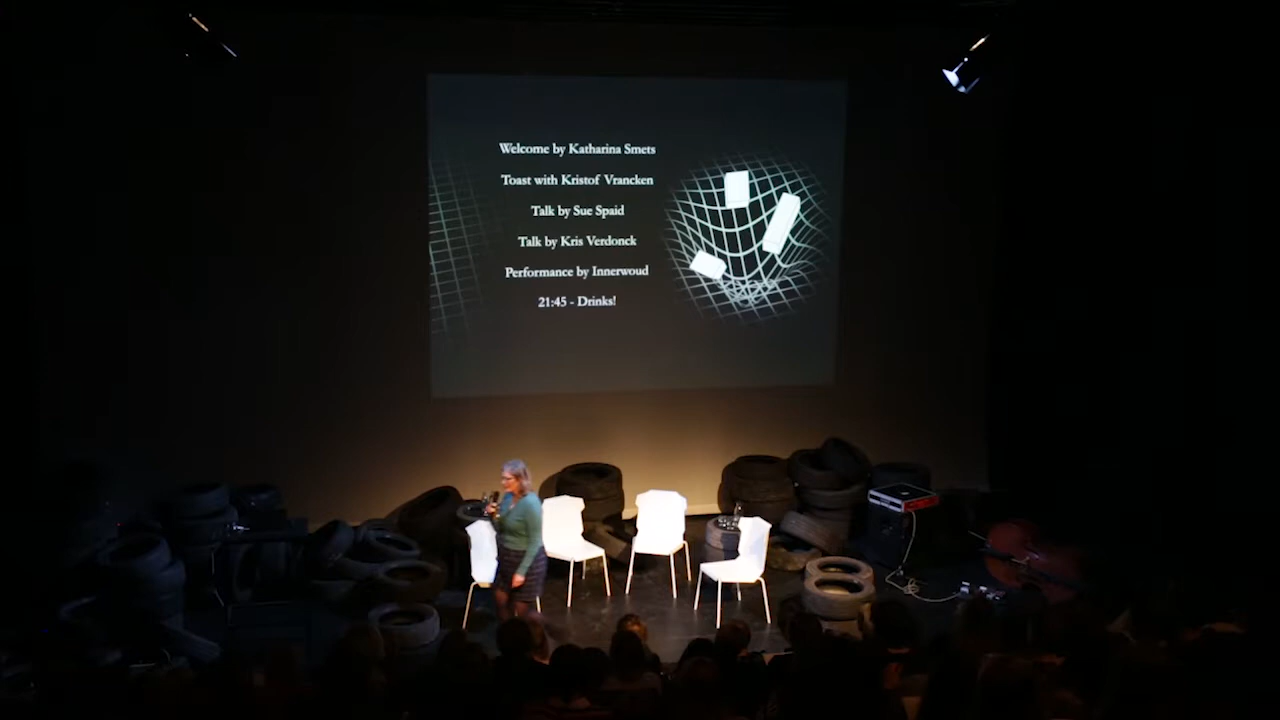 Welcome by Katharina Smets
Toast with Kristof Vrancken
Talk by Sue Spaid
Talk by Kris Verdonck
Performance by Innerwoud
21:45 - Drinks!